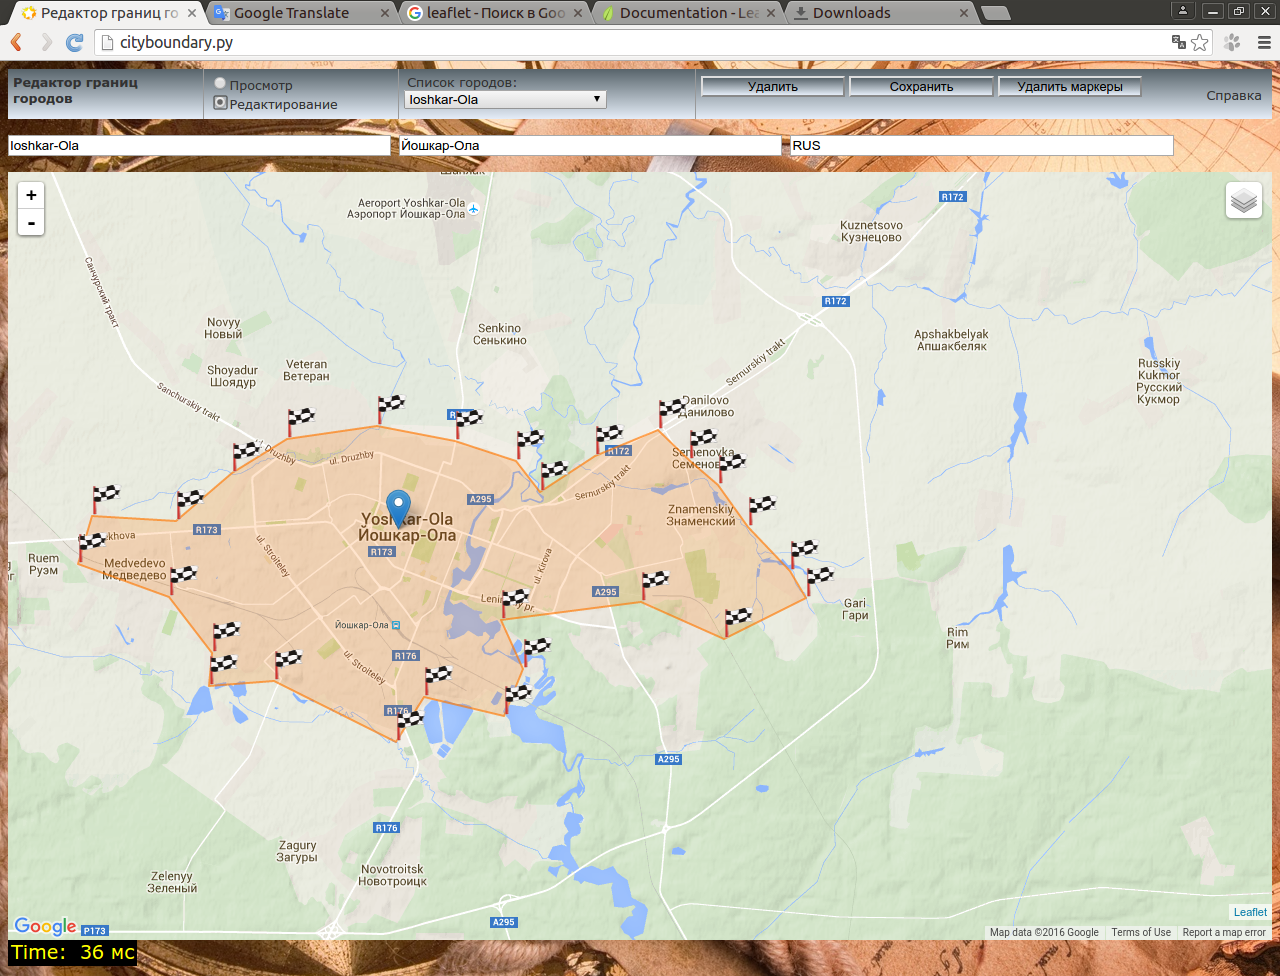 Редактор границ го
Google Translate
leaflet - Поиск в Goo
Documentation - Lea
Downloads
cityboundary.py
Редактор границ городов
Просмотр
Редактирование
Список городов:
Ioshkar-Ola
Удалить
Сохранить
Удалить маркеры
Справка
Ioshkar-Ola
Йошкар-Ола
RUS
+
-
Aeroport Yoshkar-Ola
Аэропорт Йошкар-Ола
R172
Kuznetsovo
Кузнецово
Санчурский тракт
R172
Novyy
Новый
Senkino
Сенькино
Apshakbelyak
Апшакбеляк
Sernurskiy trakt
Veteran
Ветеран
Shoyadur
Шоядур
Russkiy
Kukmor
Русский
Кукмор
Sanchurskiy trakt
Danilovo
Данилово
ul. Druzhby
ul. Druzhby
R172
Semenovka
Семенов
Sernurskiy trakt
A295
Znamenskiy
Знаменский
Yoshkar-Ola
Йошкар-Ола
R173
R173
khova
Ruem
Руэм
Medvedevo
Медведево
ul. Stroiteley
ul. Kirova
A295
Gari
Гари
Йошкар-Ола
Rim
Рим
R176
ul. Stroiteley
R176
A295
R176
Zagury
Загуры
Novotroitsk
Новотроицк
Zelenyy
Зеленый
A295
Leaflet
Google
P173
Map data ©2016 Google
Terms of Use
Report a map error
Time: 36 мс